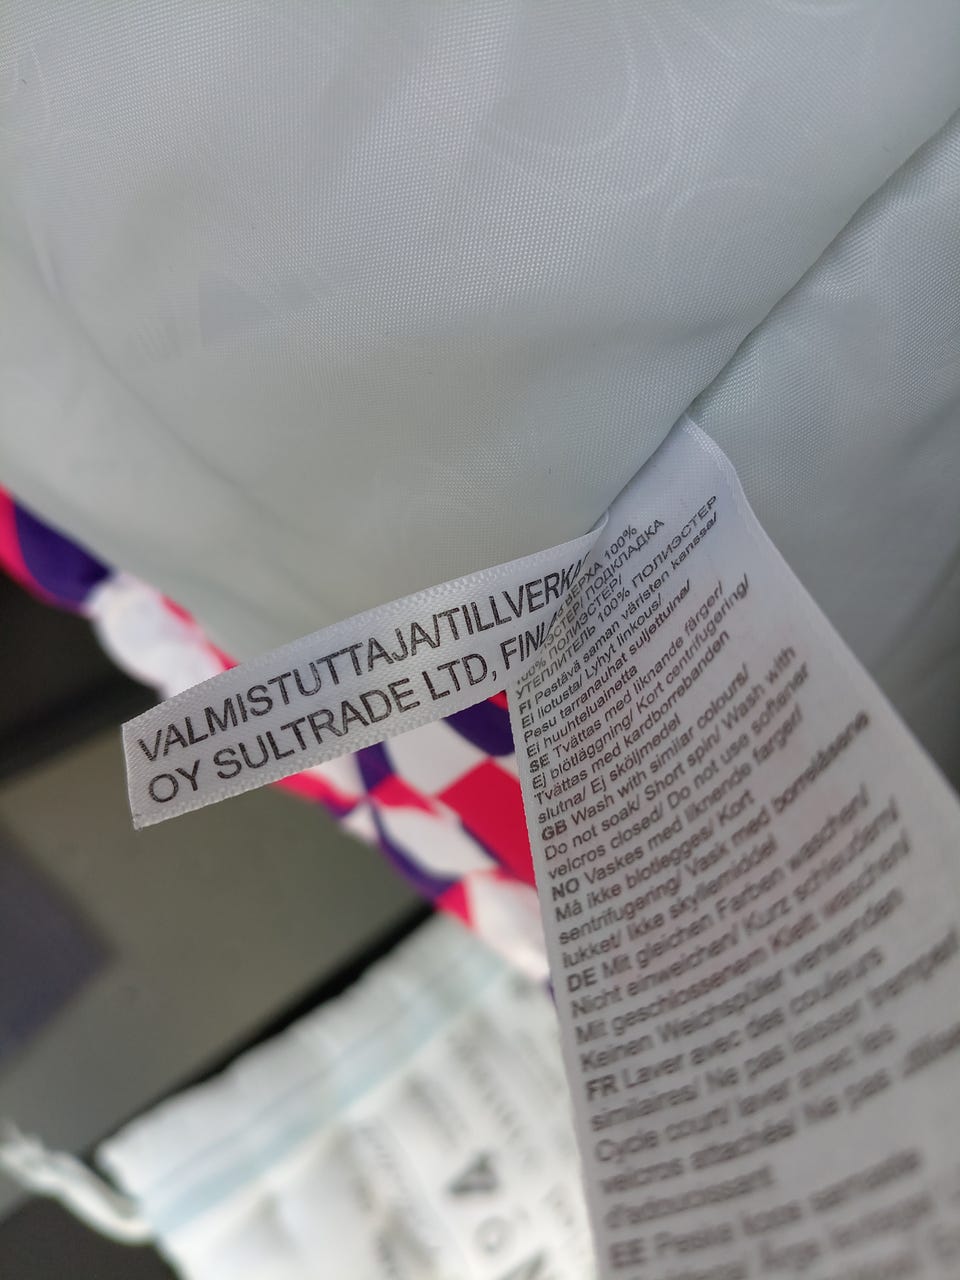 VALMISTUTTAJA/TILLVERKA
OY SULTRADE LTD, FINLA
ВЕРХА 100%
ПОДКЛАДКА
100% ПОЛИЭСТЕР/
УТЕПЛИТЕЛЬ 100% ПОЛИЭСТЕР
FI Pestävä saman väristen kanssa/
Ei liotusta/ Lyhyt linkous/
Pesu tarranauhat suljettuina/
Ei huuhteluainetta
SE Tvättas med liknande färger/
Ej blötläggning/ Kort centrifugering/
Tvättas med kardborrebanden
slutna/ Ej sköljmedel
GB Wash with similar colours/
Do not soak/ Short spin/ Wash with
velcros closed/ Do not use softener
NO Vaskes med liknende farger/
Må ikke bløtlegges/ Kort
sentrifugering/ Vask med borrelåsene
lukket/ Ikke skyllemiddel
DE Mit gleichen Farben waschen/
Nicht einweichen/ Kurz schleudern/
Mit geschlossenem Klett waschen/
Keinen Weichspüler verwenden
FR Laver avec des couleurs
similaires/ Ne pas laisser tremper/
Cycle court/ laver avec les
velcros attachés/ Ne pas
d'adoucissant
EE Peske koos sarnaste